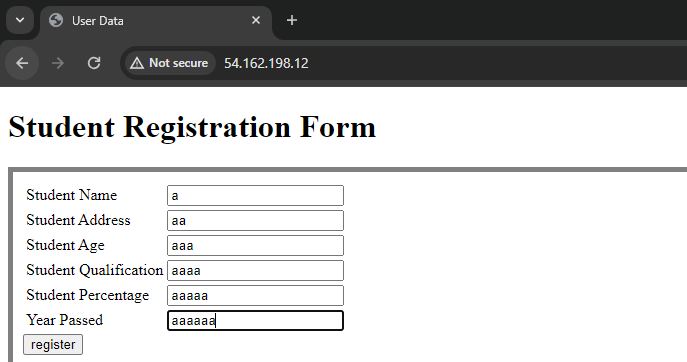 User Data
Not secure 54.162.198.12
Student Registration Form
Student Name a
Student Address aa
Student Age aaa
Student Qualification aaaa
Student Percentage aaaaa
Year Passed aaaaaa
register